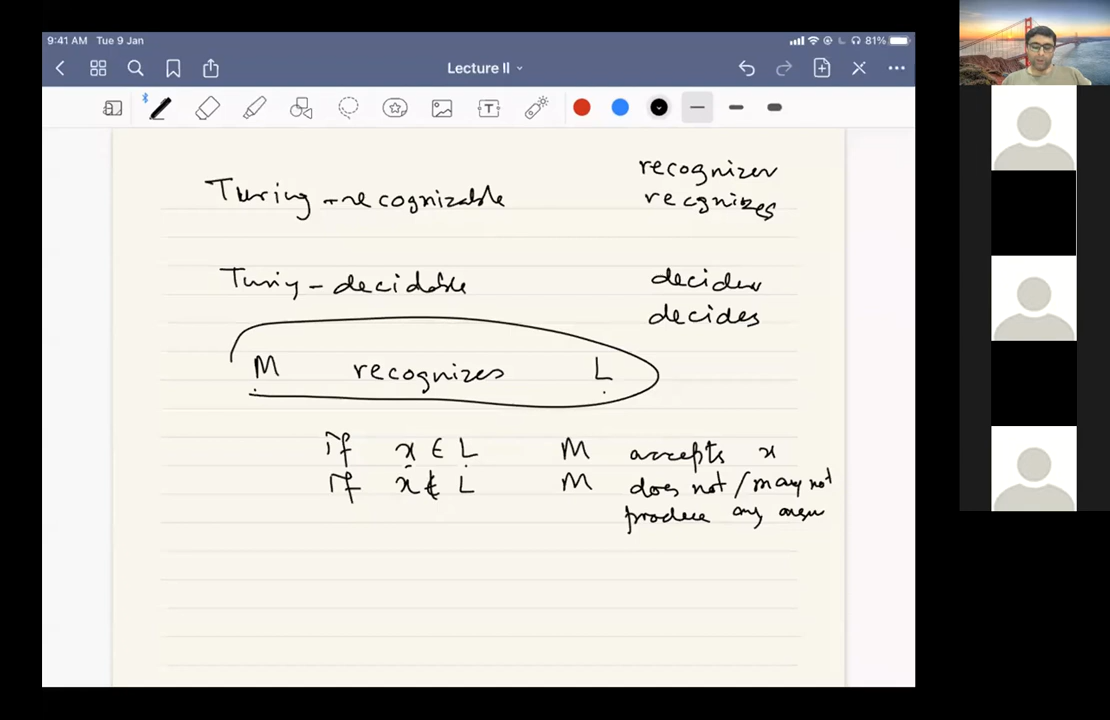 9:41 AM Tue 9 Jan 81%
Lecture II
Turing-recognizable recognizer
recognizes
Turing-decidable decider
decides
M recognizes L
if x ∈ L M accepts x
if x ∉ L M does not / may not
produce any